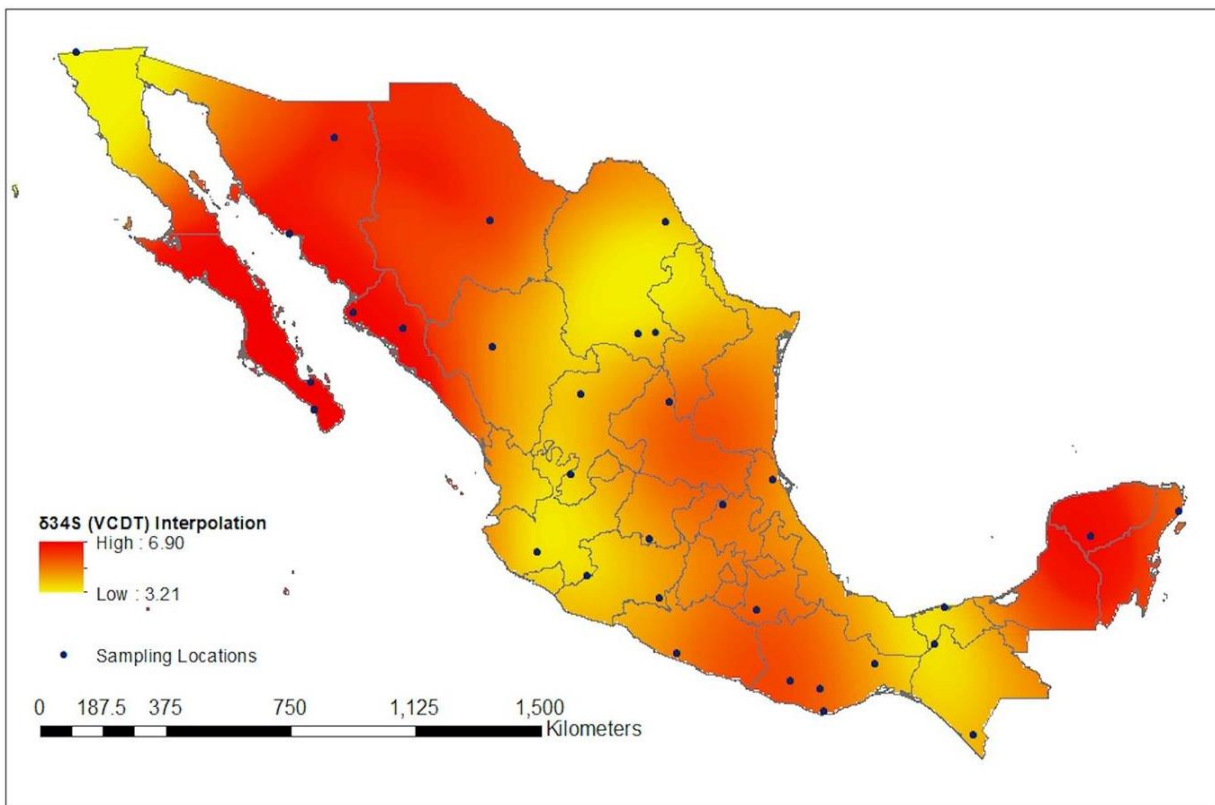 δ34S (VCDT) Interpolation
High : 6.90
Low : 3.21
Sampling Locations
0 187.5 375 750 1,125 1,500
Kilometers